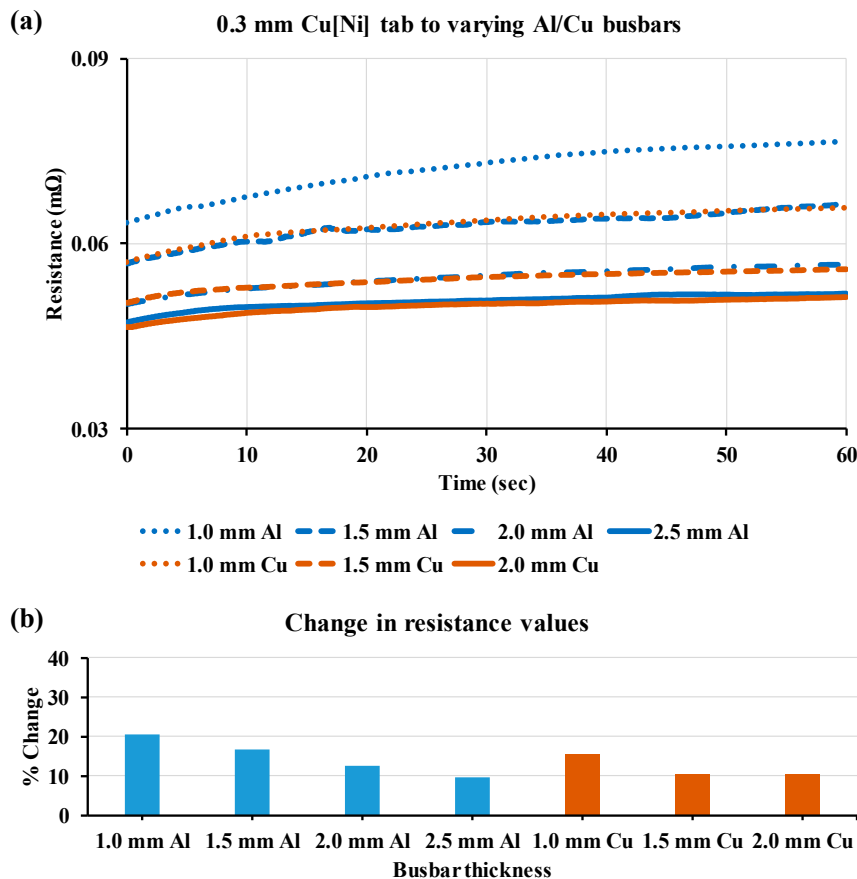 (a)
0.3 mm Cu[Ni] tab to varying Al/Cu busbars
0.09
0.06
0.03
Resistance (mΩ)
0 10 20 30 40 50 60
Time (sec)
1.0 mm Al 1.5 mm Al 2.0 mm Al 2.5 mm Al
1.0 mm Cu 1.5 mm Cu 2.0 mm Cu
(b)
Change in resistance values
40
30
20
10
0
% Change
1.0 mm Al 1.5 mm Al 2.0 mm Al 2.5 mm Al 1.0 mm Cu 1.5 mm Cu 2.0 mm Cu
Busbar thickness